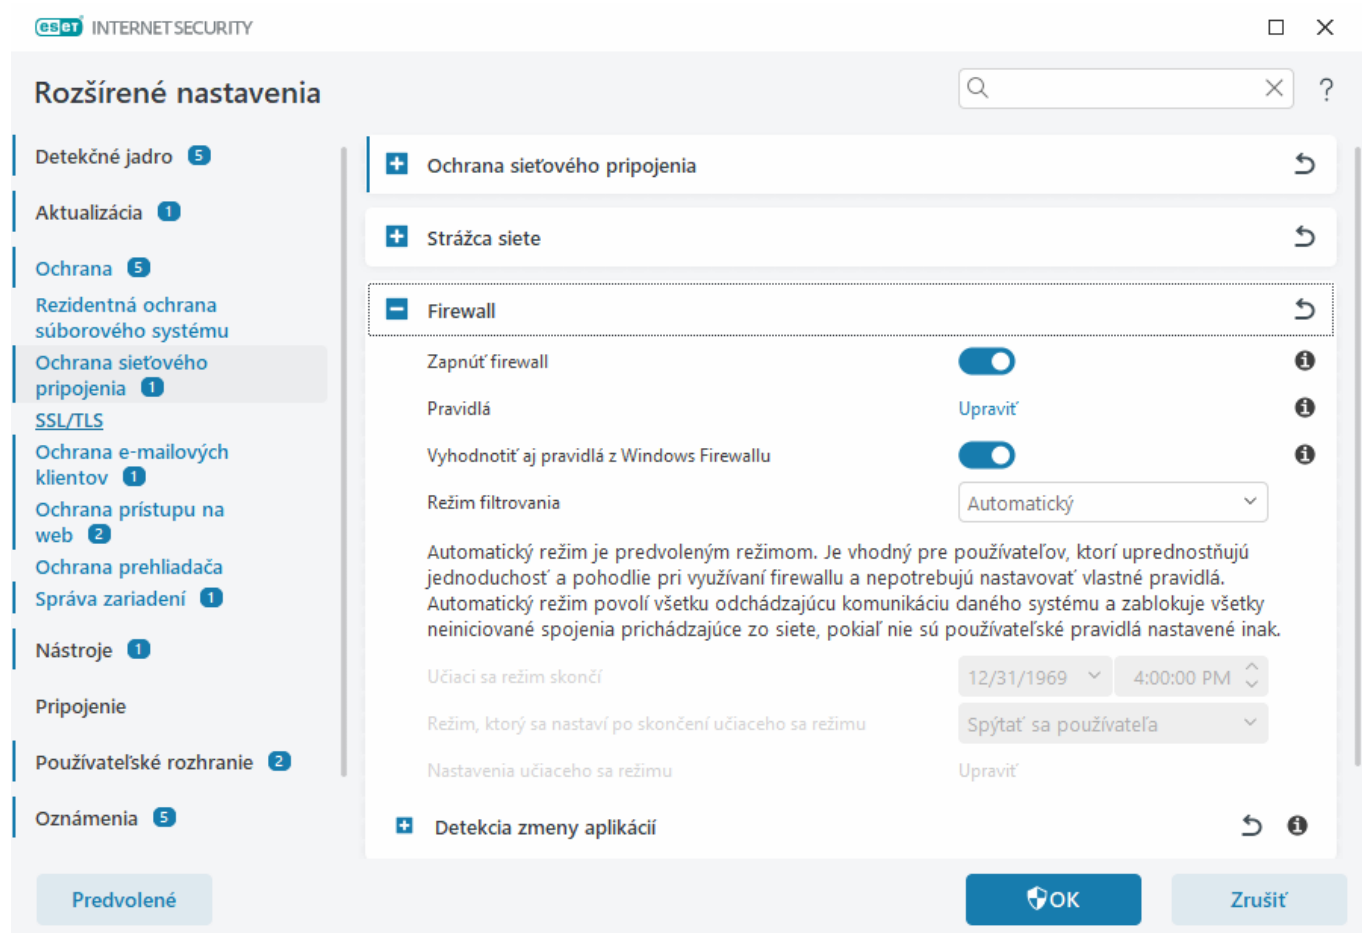 eset INTERNET SECURITY
Rozšírené nastavenia
?
Detekčné jadro 5
Aktualizácia 1
Ochrana 5
Rezidentná ochrana
súborového systému
Ochrana sieťového
pripojenia 1
SSL/TLS
Ochrana e-mailových
klientov 1
Ochrana prístupu na
web 2
Ochrana prehliadača
Správa zariadení 1
Nástroje 1
Pripojenie
Používateľské rozhranie 2
Oznámenia 5
Ochrana sieťového pripojenia
Strážca siete
Firewall
Zapnúť firewall
Pravidlá Upraviť
Vyhodnotiť aj pravidlá z Windows Firewallu
Režim filtrovania Automatický
Automatický režim je predvoleným režimom. Je vhodný pre používateľov, ktorí uprednostňujú
jednoduchosť a pohodlie pri využívaní firewallu a nepotrebujú nastavovať vlastné pravidlá.
Automatický režim povolí všetku odchádzajúcu komunikáciu daného systému a zablokuje všetky
neiniciované spojenia prichádzajúce zo siete, pokiaľ nie sú používateľské pravidlá nastavené inak.
Učiaci sa režim skončí 12/31/1969 4:00:00 PM
Režim, ktorý sa nastaví po skončení učiaceho sa režimu Spýtať sa používateľa
Nastavenia učiaceho sa režimu Upraviť
Detekcia zmeny aplikácií
Predvolené OK Zrušiť